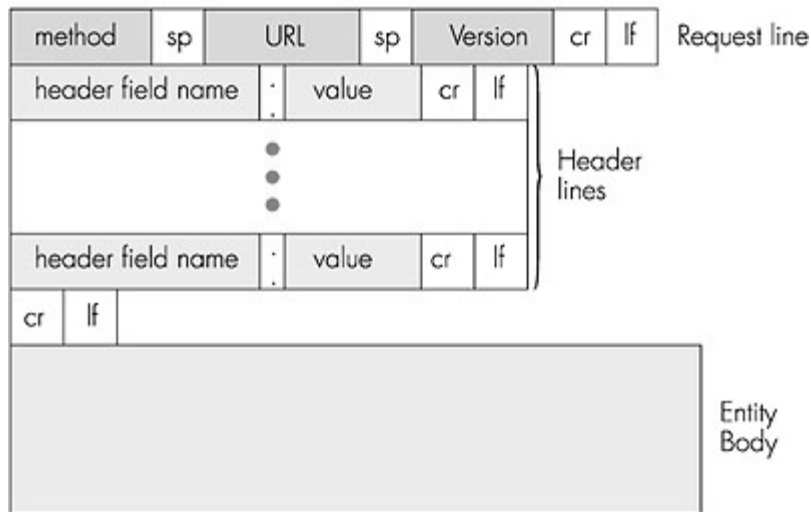 method sp URL sp Version cr lf Request line
header field name : value cr lf
Header
lines
header field name : value cr lf
cr lf
Entity
Body